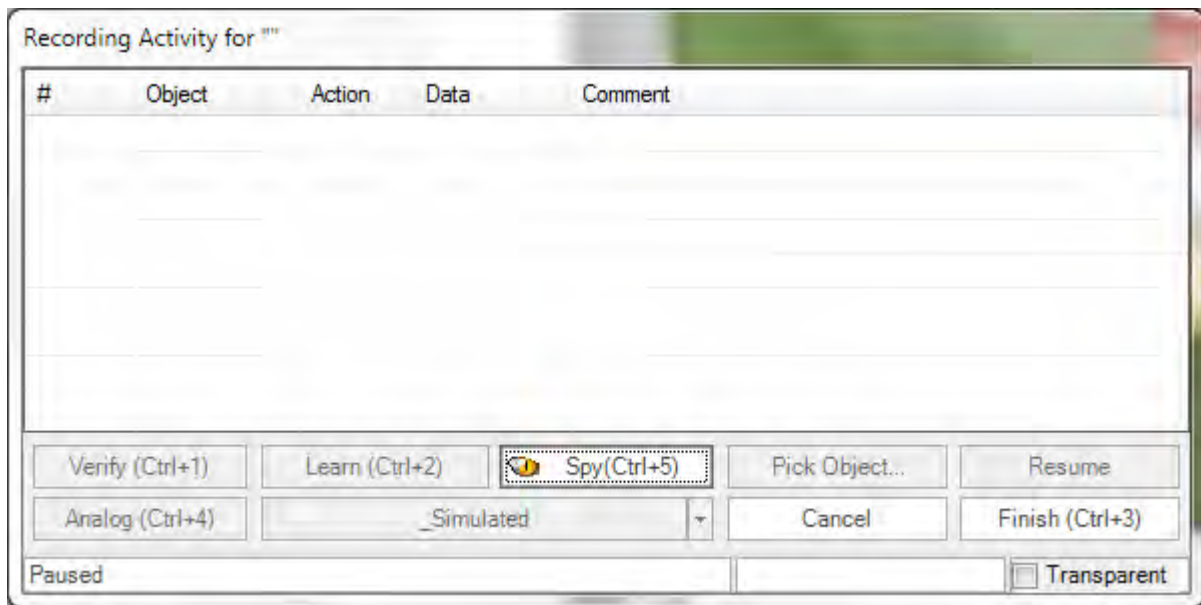 Recording Activity for ""
# Object Action Data Comment
Verify (Ctrl+1) Learn (Ctrl+2) Spy(Ctrl+5) Pick Object... Resume
Analog (Ctrl+4) _Simulated Cancel Finish (Ctrl+3)
Paused Transparent